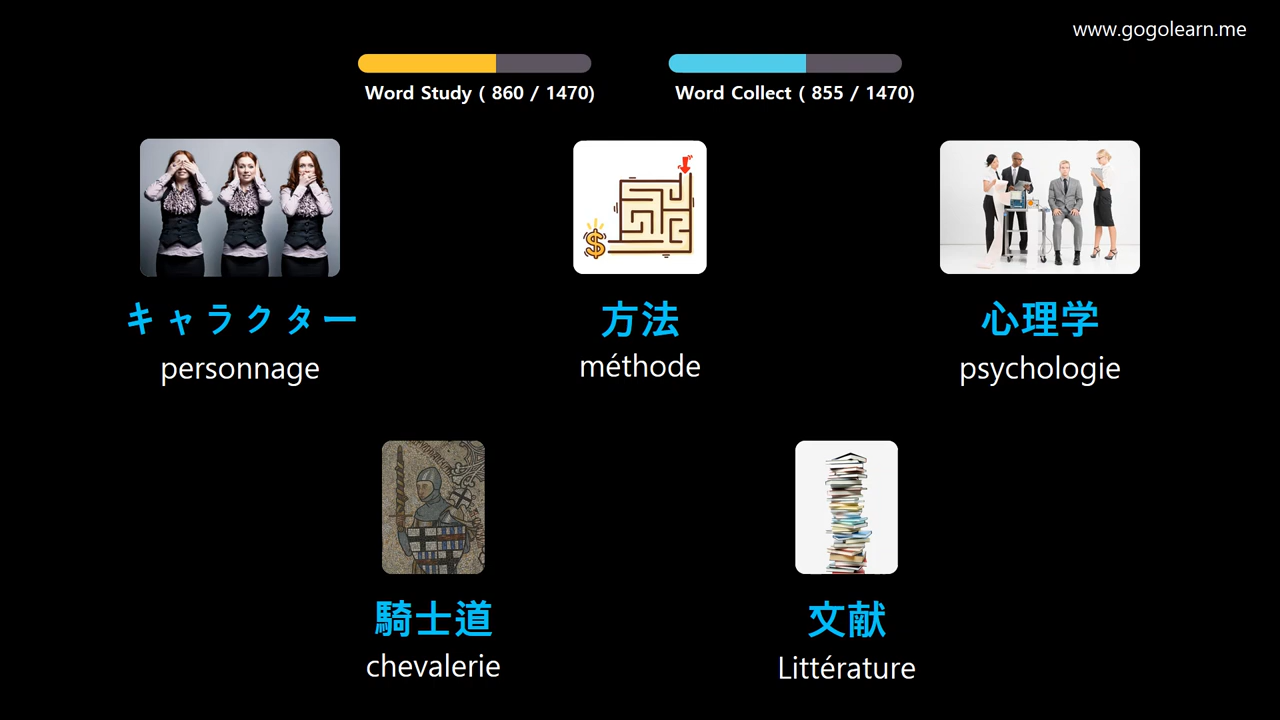 www.gogolearn.me
Word Study ( 860 / 1470)
Word Collect ( 855 / 1470)
キャラクター
personnage
方法
méthode
心理学
psychologie
騎士道
chevalerie
文献
Littérature